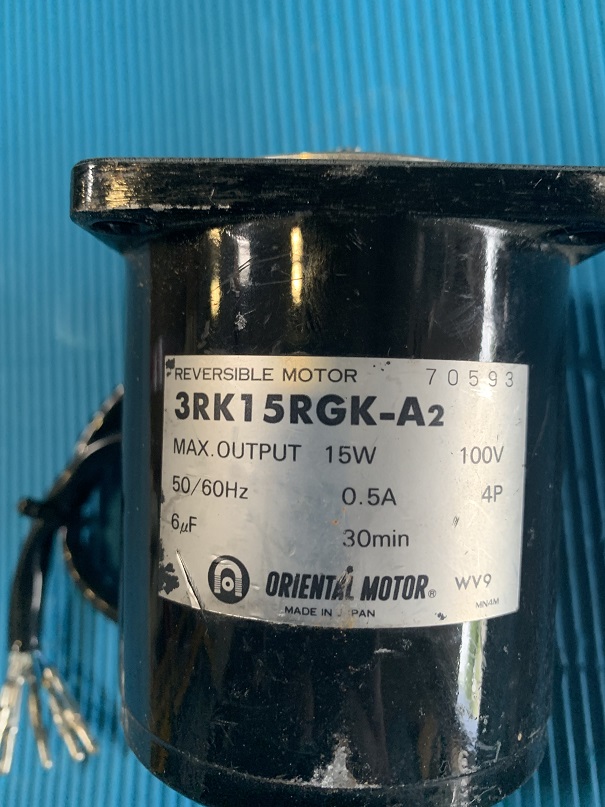 REVERSIBLE MOTOR 70593
3RK15RGK-A2
MAX.OUTPUT 15W 100V
50/60Hz 0.5A 4P
6μF 30min
ORIENTAL MOTOR® WV9
MADE IN JAPAN MN4M